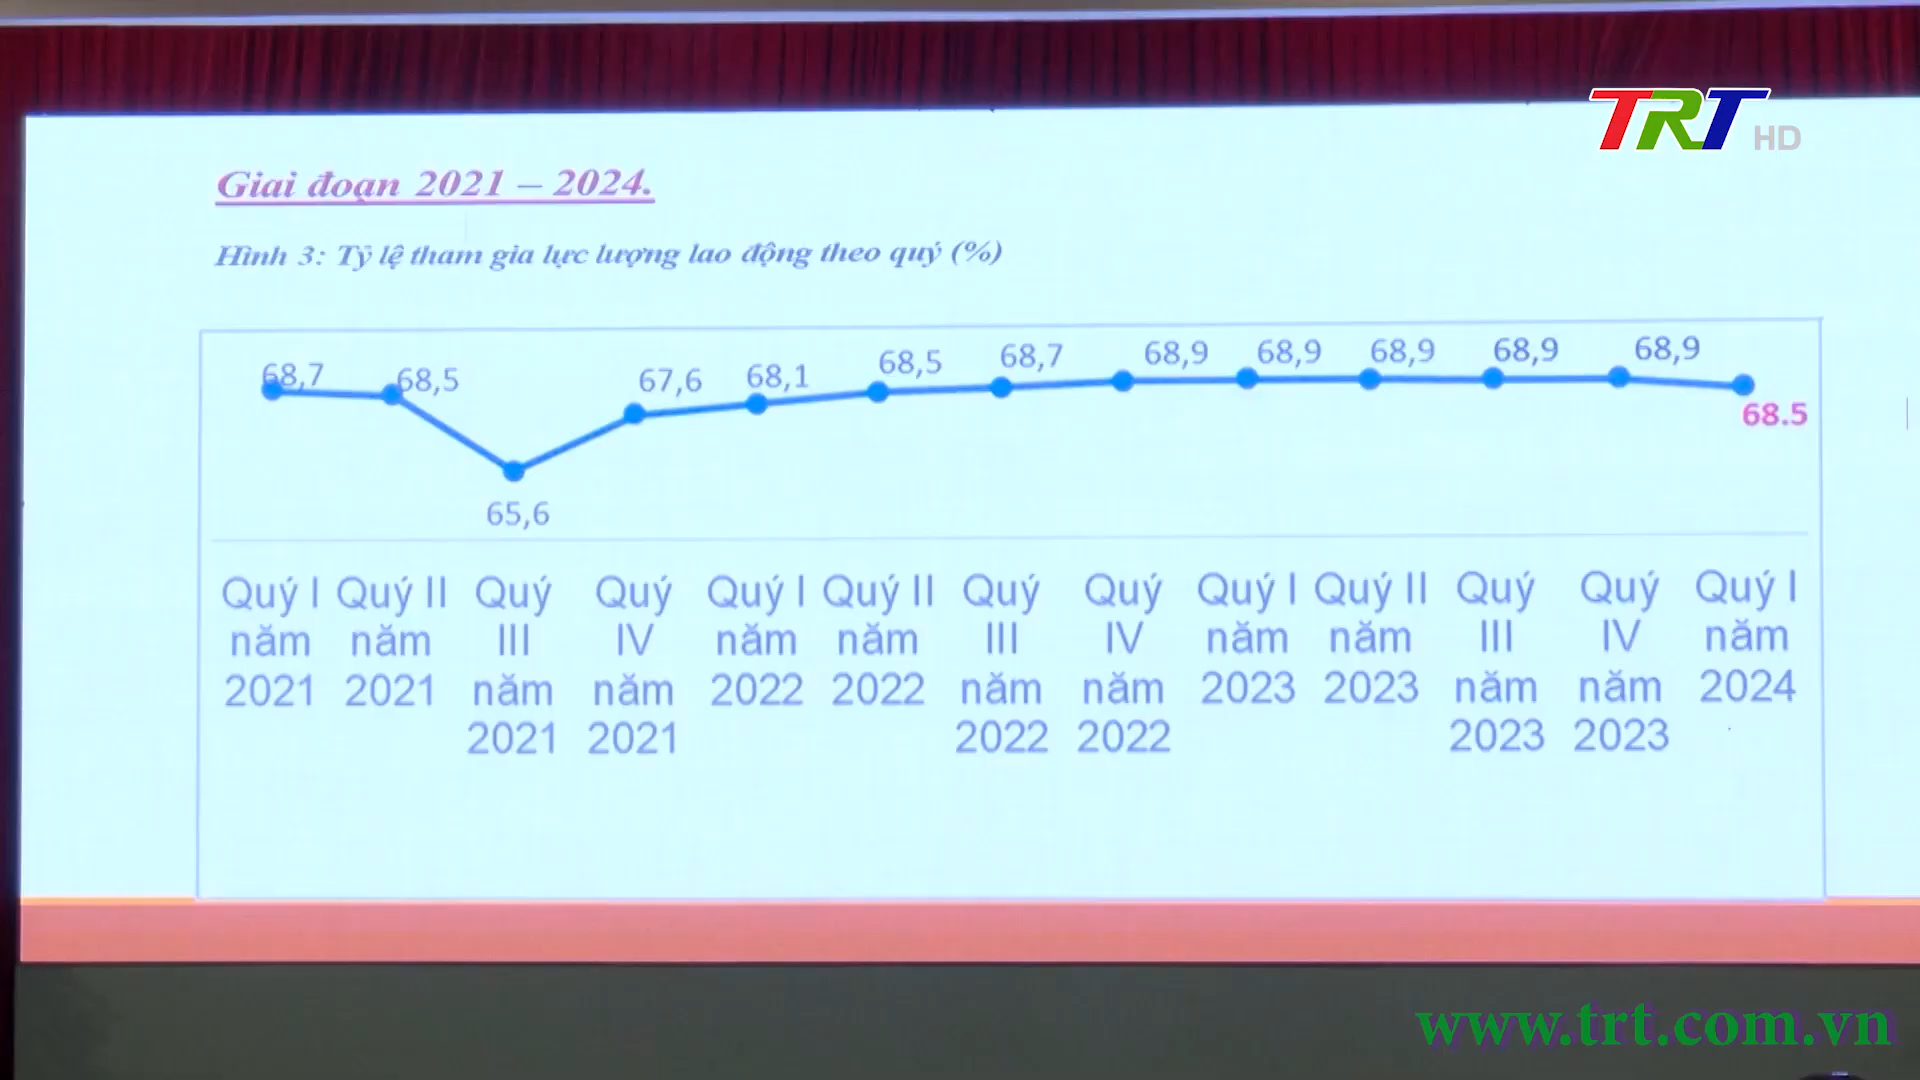 TRT HD
Giai đoạn 2021 – 2024.
Hình 3: Tỷ lệ tham gia lực lượng lao động theo quý (%)
68,7
68,5
65,6
67,6
68,1
68,5
68,7
68,9
68,9
68,9
68,9
68,9
68.5
Quý I
năm
2021
Quý II
năm
2021
Quý
III
năm
2021
Quý
IV
năm
2021
Quý I
năm
2022
Quý II
năm
2022
Quý
III
năm
2022
Quý
IV
năm
2022
Quý I
năm
2023
Quý II
năm
2023
Quý
III
năm
2023
Quý
IV
năm
2023
Quý I
năm
2024
www.trt.com.vn